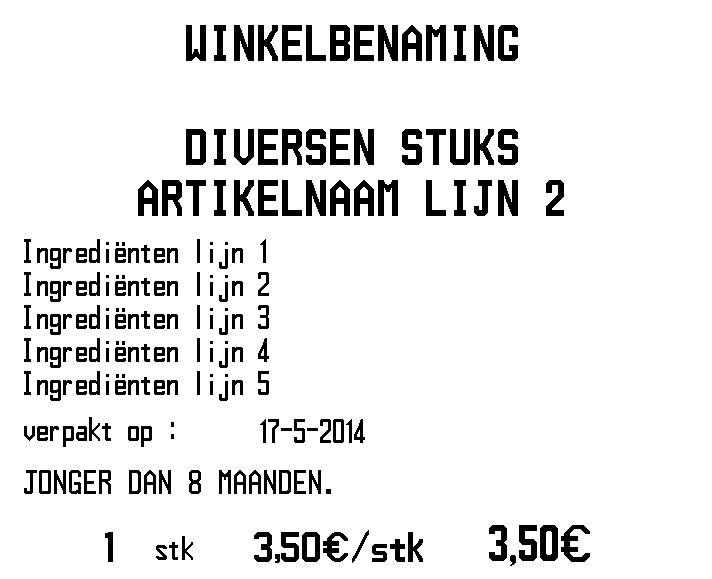 WINKELBENAMING
DIVERSEN STUKS
ARTIKELNAAM LIJN 2
Ingrediënten lijn 1
Ingrediënten lijn 2
Ingrediënten lijn 3
Ingrediënten lijn 4
Ingrediënten lijn 5
verpakt op : 17-5-2014
JONGER DAN 8 MAANDEN.
1 stk 3,50€/stk 3,50€